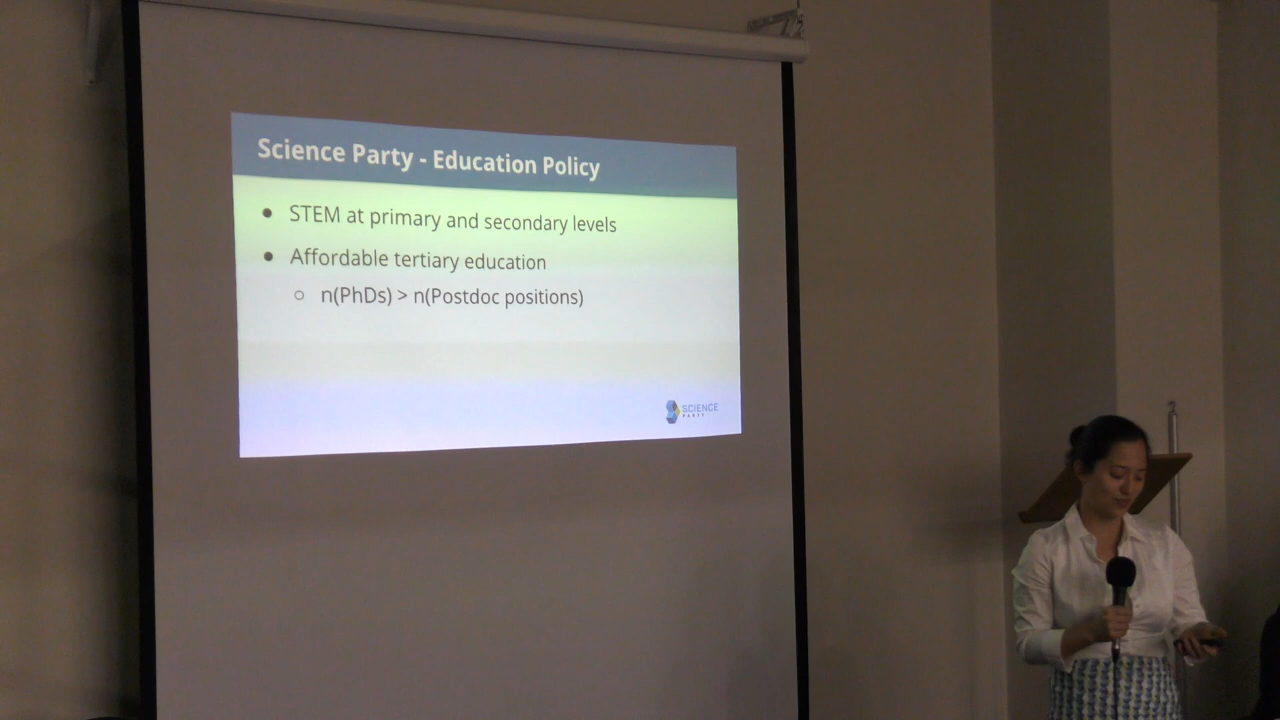 Science Party - Education Policy
STEM at primary and secondary levels
Affordable tertiary education
n(PhDs) > n(Postdoc positions)
SCIENCE
PARTY